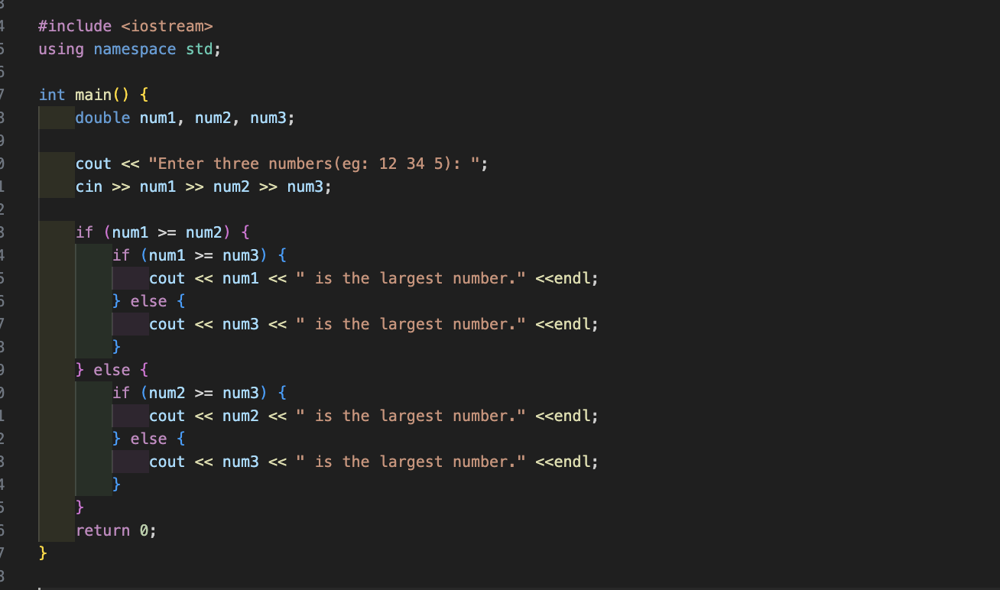 #include <iostream>
using namespace std;
int main() {
double num1, num2, num3;
cout << "Enter three numbers(eg: 12 34 5): ";
cin >> num1 >> num2 >> num3;
if (num1 >= num2) {
if (num1 >= num3) {
cout << num1 << " is the largest number." <<endl;
} else {
cout << num3 << " is the largest number." <<endl;
}
} else {
if (num2 >= num3) {
cout << num2 << " is the largest number." <<endl;
} else {
cout << num3 << " is the largest number." <<endl;
}
}
return 0;
}